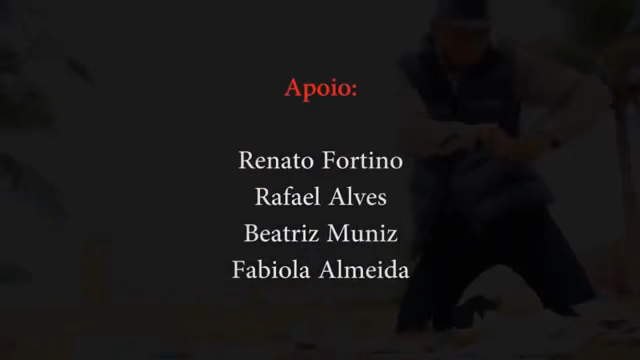 Apoio:
Renato Fortino
Rafael Alves
Beatriz Muniz
Fabiola Almeida